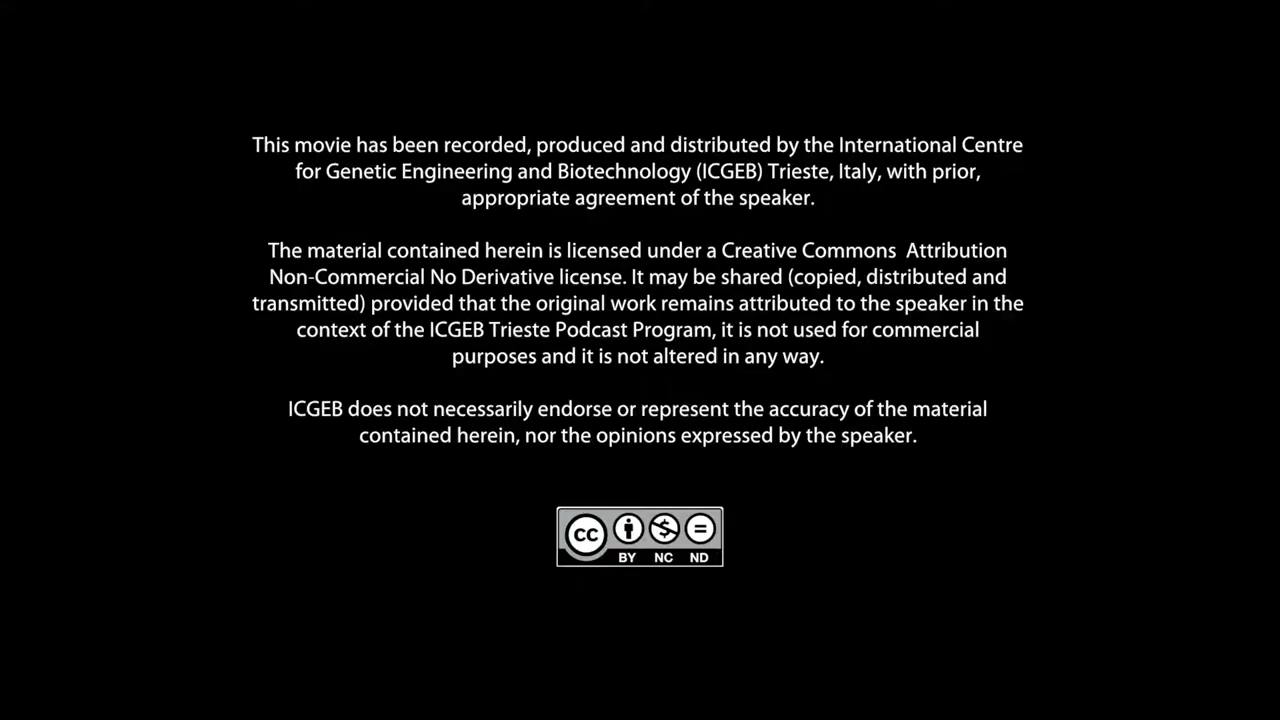 This movie has been recorded, produced and distributed by the International Centre
for Genetic Engineering and Biotechnology (ICGEB) Trieste, Italy, with prior,
appropriate agreement of the speaker.
The material contained herein is licensed under a Creative Commons Attribution
Non-Commercial No Derivative license. It may be shared (copied, distributed and
transmitted) provided that the original work remains attributed to the speaker in the
context of the ICGEB Trieste Podcast Program, it is not used for commercial
purposes and it is not altered in any way.
ICGEB does not necessarily endorse or represent the accuracy of the material
contained herein, nor the opinions expressed by the speaker.
cc
BY NC ND